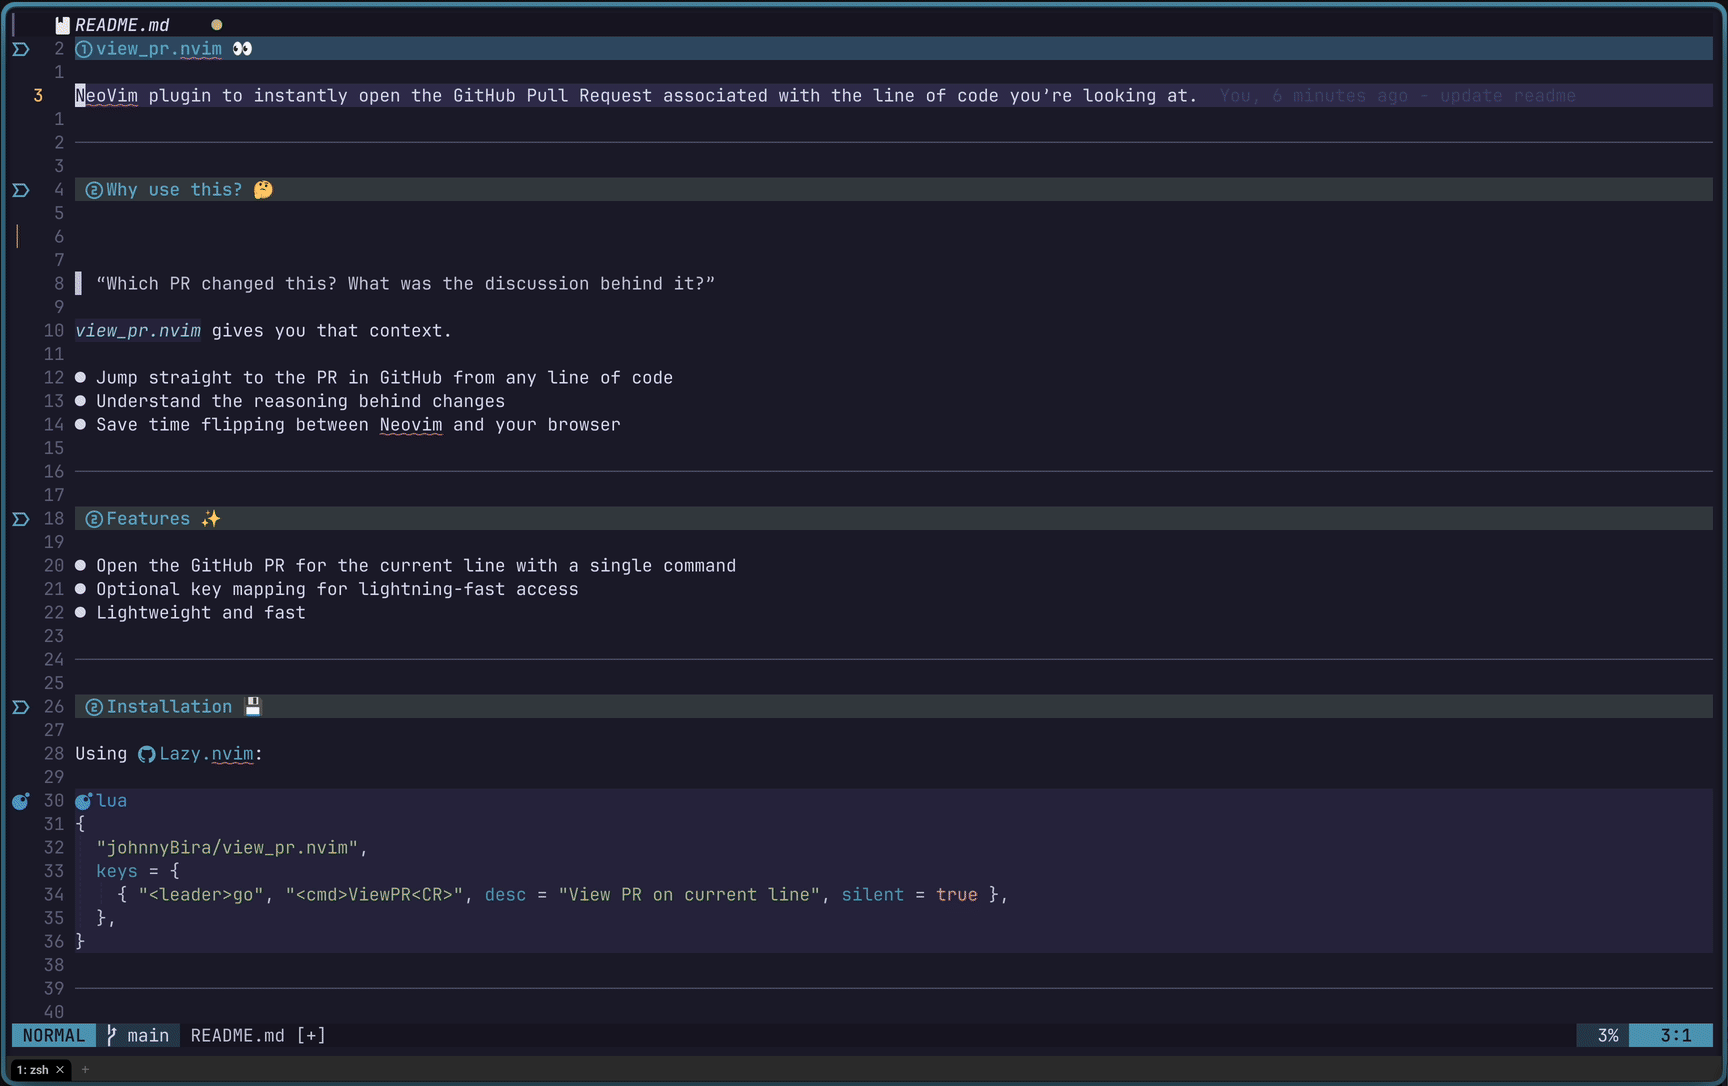 README.md
2 ①view_pr.nvim 👀
1
3 NeoVim plugin to instantly open the GitHub Pull Request associated with the line of code you’re looking at. You, 6 minutes ago - update readme
1
2
3
4 ②Why use this? 🤔
5
6
7
8 “Which PR changed this? What was the discussion behind it?”
9
10 view_pr.nvim gives you that context.
11
12 ● Jump straight to the PR in GitHub from any line of code
13 ● Understand the reasoning behind changes
14 ● Save time flipping between Neovim and your browser
15
16
17
18 ②Features ✨
19
20 ● Open the GitHub PR for the current line with a single command
21 ● Optional key mapping for lightning-fast access
22 ● Lightweight and fast
23
24
25
26 ②Installation 💾
27
28 Using Lazy.nvim:
29
30 lua
31 {
32 "johnnyBira/view_pr.nvim",
33 keys = {
34 { "<leader>go", "<cmd>ViewPR<CR>", desc = "View PR on current line", silent = true },
35 },
36 }
38
39
40
NORMAL main README.md [+] 3% 3:1
1: zsh × +